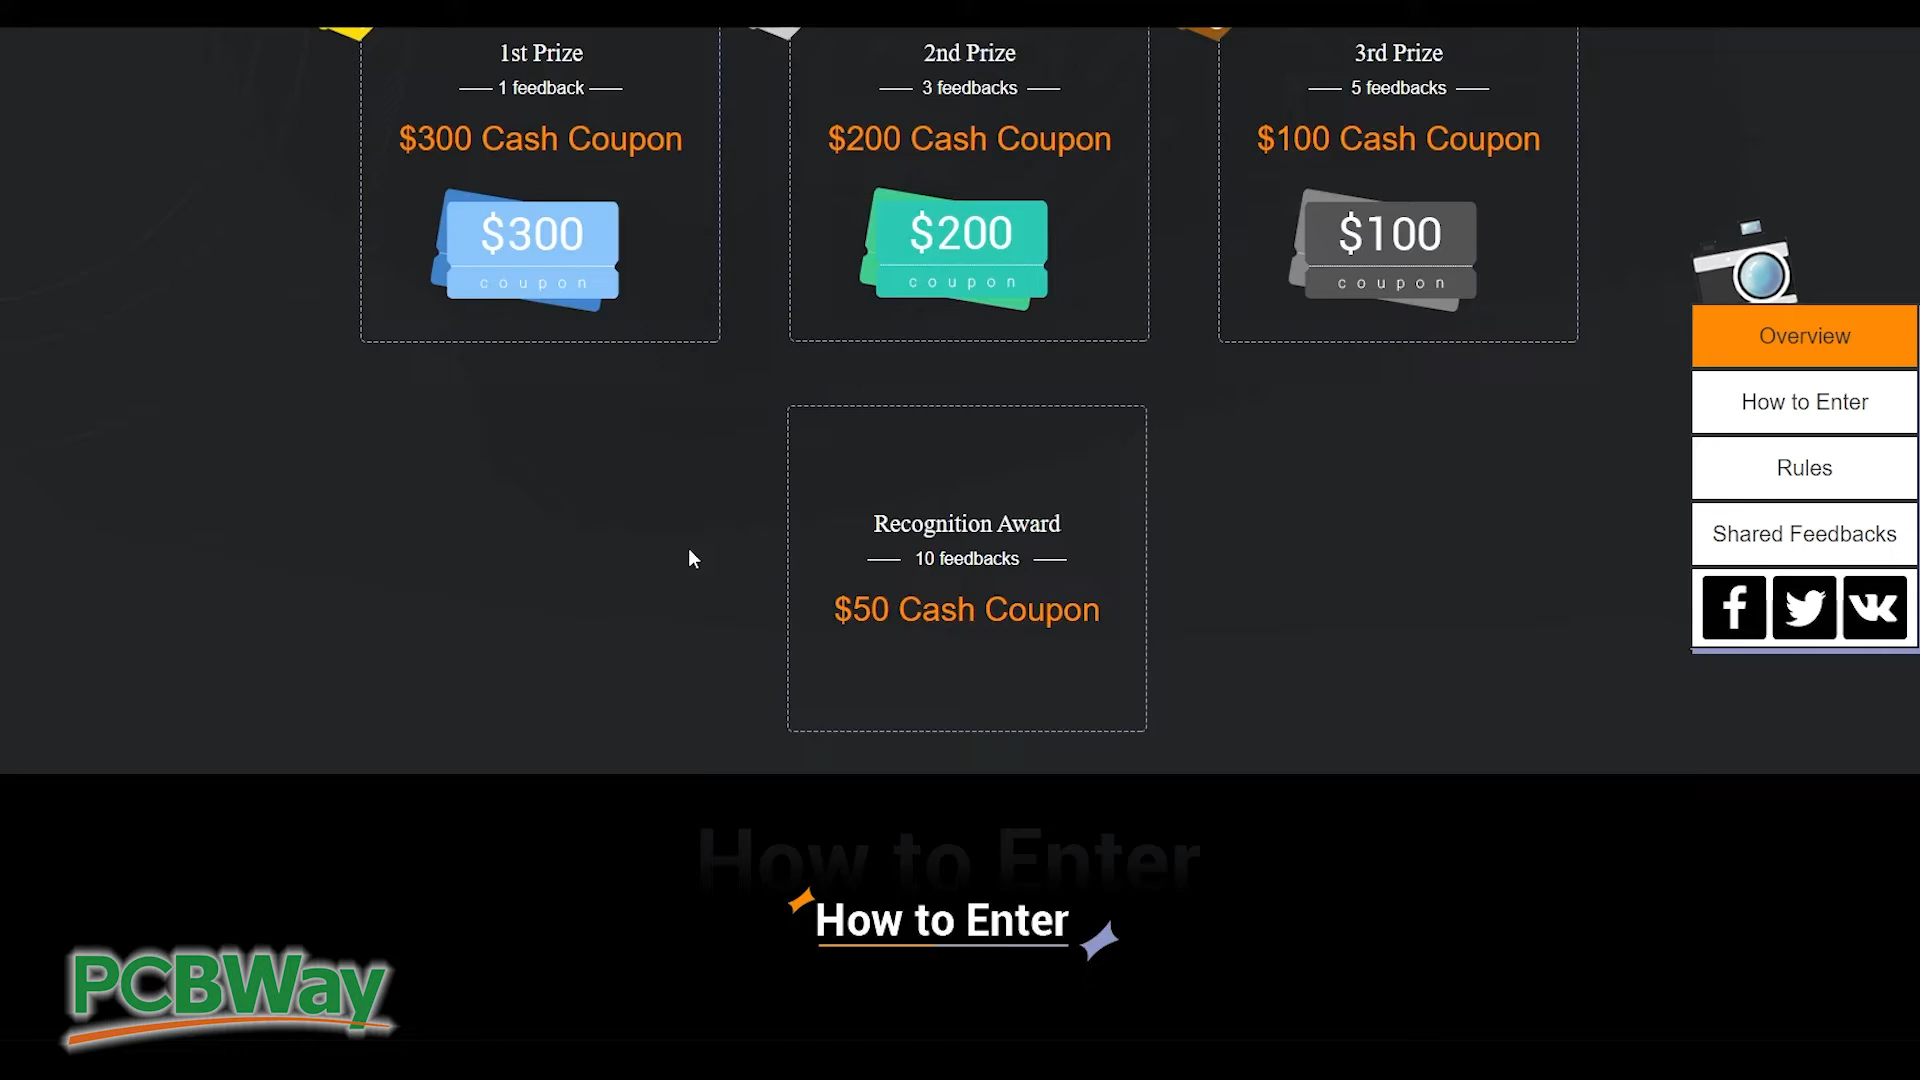 1st Prize
1 feedback
$300 Cash Coupon
$300
coupon
2nd Prize
3 feedbacks
$200 Cash Coupon
$200
coupon
3rd Prize
5 feedbacks
$100 Cash Coupon
$100
coupon
Recognition Award
10 feedbacks
$50 Cash Coupon
Overview
How to Enter
Rules
Shared Feedbacks
How to Enter
How to Enter
PCBWay